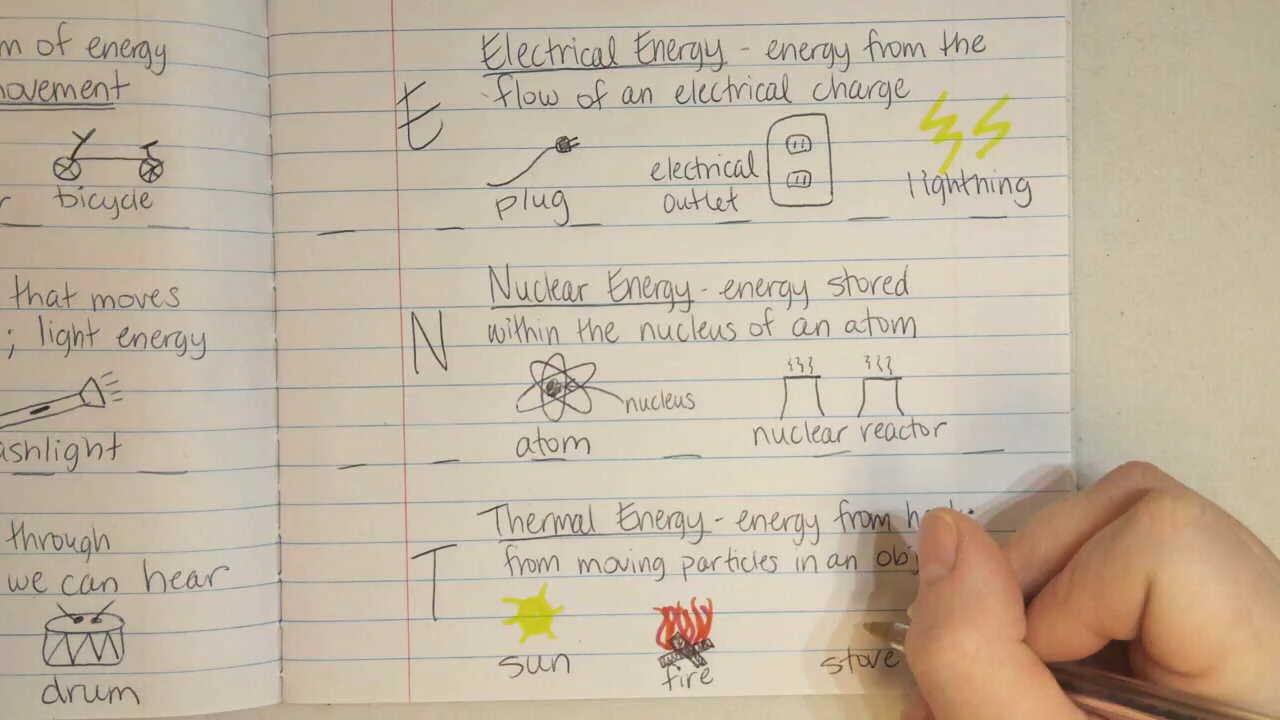 m of energy
movement
bicycle
that moves
; light energy
ashlight
through
we can hear
drum
E
Electrical Energy - energy from the
flow of an electrical charge
plug
electrical
outlet
lightning
N
Nuclear Energy - energy stored
within the nucleus of an atom
nucleus
atom
nuclear reactor
T
Thermal Energy - energy from
from moving particles in an
sun
fire
stove